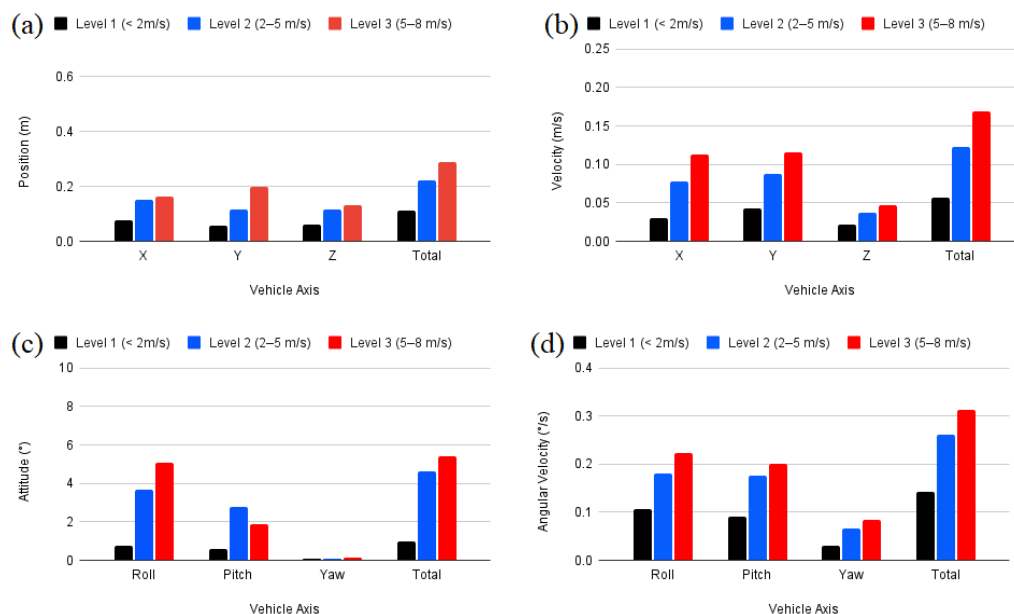 (a)
Level 1 (< 2m/s) Level 2 (2–5 m/s) Level 3 (5–8 m/s)
Position (m)
0.6
0.4
0.2
0.0
X Y Z Total
Vehicle Axis
(b)
Level 1 (< 2m/s) Level 2 (2–5 m/s) Level 3 (5–8 m/s)
Velocity (m/s)
0.25
0.20
0.15
0.10
0.05
0.00
X Y Z Total
Vehicle Axis
(c)
Level 1 (< 2m/s) Level 2 (2–5 m/s) Level 3 (5–8 m/s)
Attitude (°)
10
8
6
4
2
0
Roll Pitch Yaw Total
Vehicle Axis
(d)
Level 1 (< 2m/s) Level 2 (2–5 m/s) Level 3 (5–8 m/s)
Angular Velocity (°/s)
0.4
0.3
0.2
0.1
0.0
Roll Pitch Yaw Total
Vehicle Axis